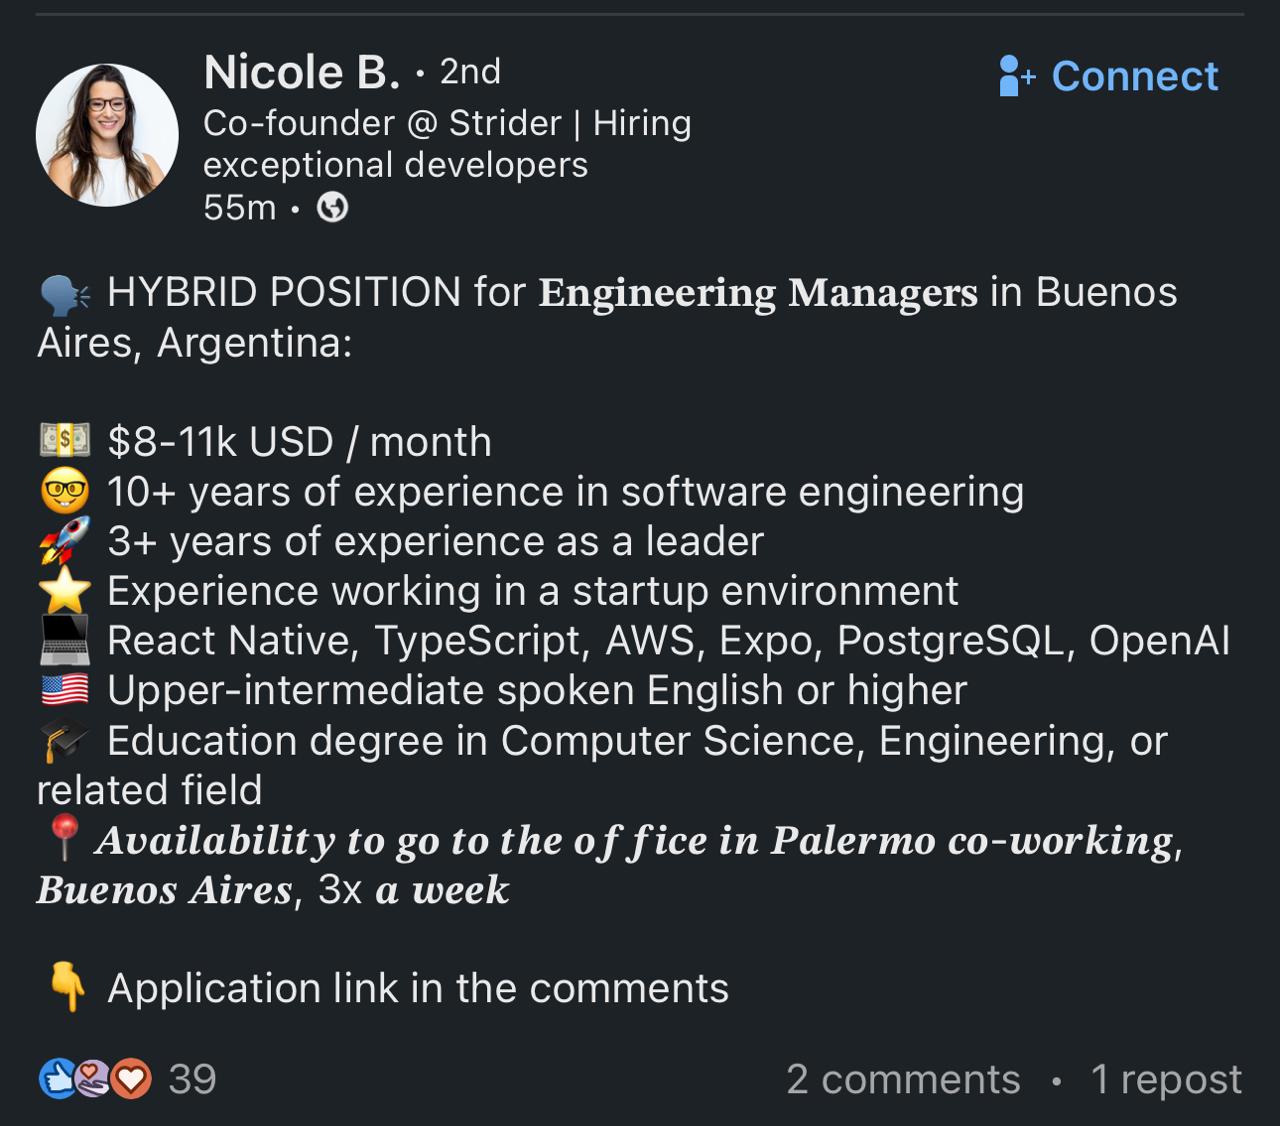 Nicole B. • 2nd
Connect
Co-founder @ Strider | Hiring
exceptional developers
55m •
🗣️ HYBRID POSITION for Engineering Managers in Buenos
Aires, Argentina:
💵 $8-11k USD / month
🤓 10+ years of experience in software engineering
🚀 3+ years of experience as a leader
⭐ Experience working in a startup environment
💻 React Native, TypeScript, AWS, Expo, PostgreSQL, OpenAI
🇺🇸 Upper-intermediate spoken English or higher
🎓 Education degree in Computer Science, Engineering, or
related field
📍 Availability to go to the office in Palermo co-working,
Buenos Aires, 3x a week
👇 Application link in the comments
39
2 comments • 1 repost